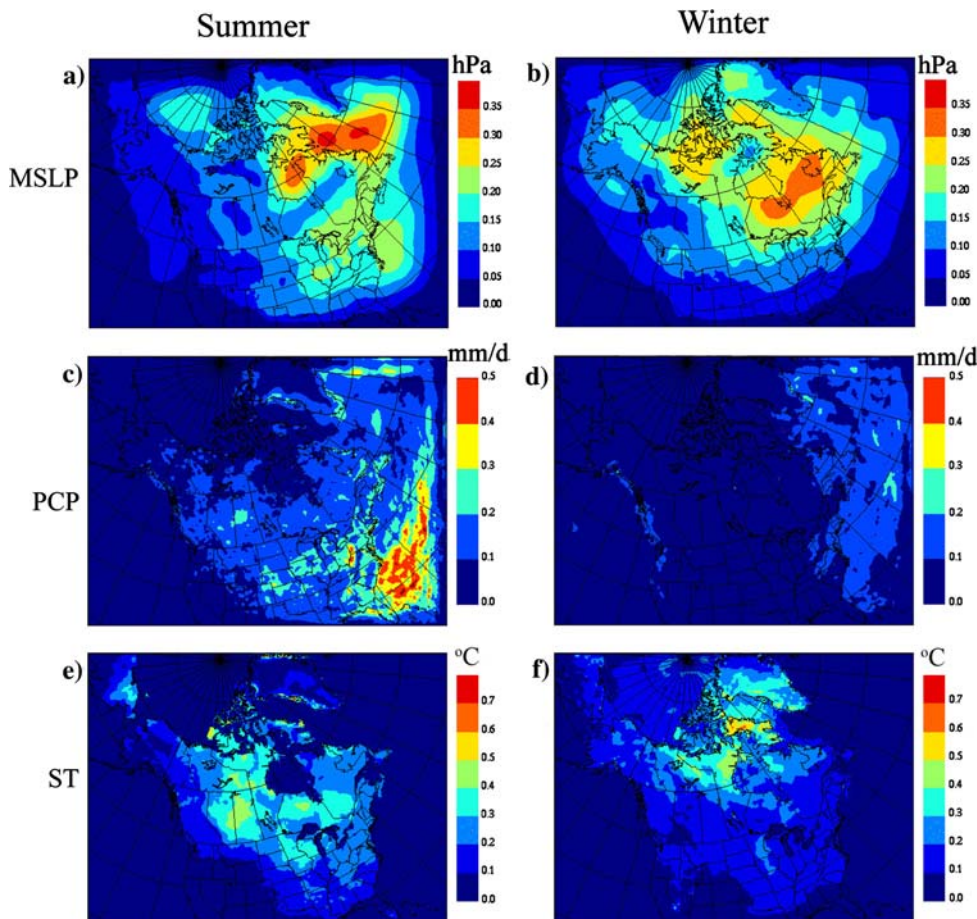 Summer Winter
a) hPa b) hPa
0.35 0.35
0.30 0.30
MSLP 0.25 0.25
0.20 0.20
0.15 0.15
0.10 0.10
0.05 0.05
0.00 0.00
c) mm/d d) mm/d
0.5 0.5
0.4 0.4
0.3 0.3
PCP 0.2 0.2
0.1 0.1
0.0 0.0
e) °C f) °C
0.7 0.7
0.6 0.6
0.5 0.5
ST 0.4 0.4
0.3 0.3
0.2 0.2
0.1 0.1
0.0 0.0